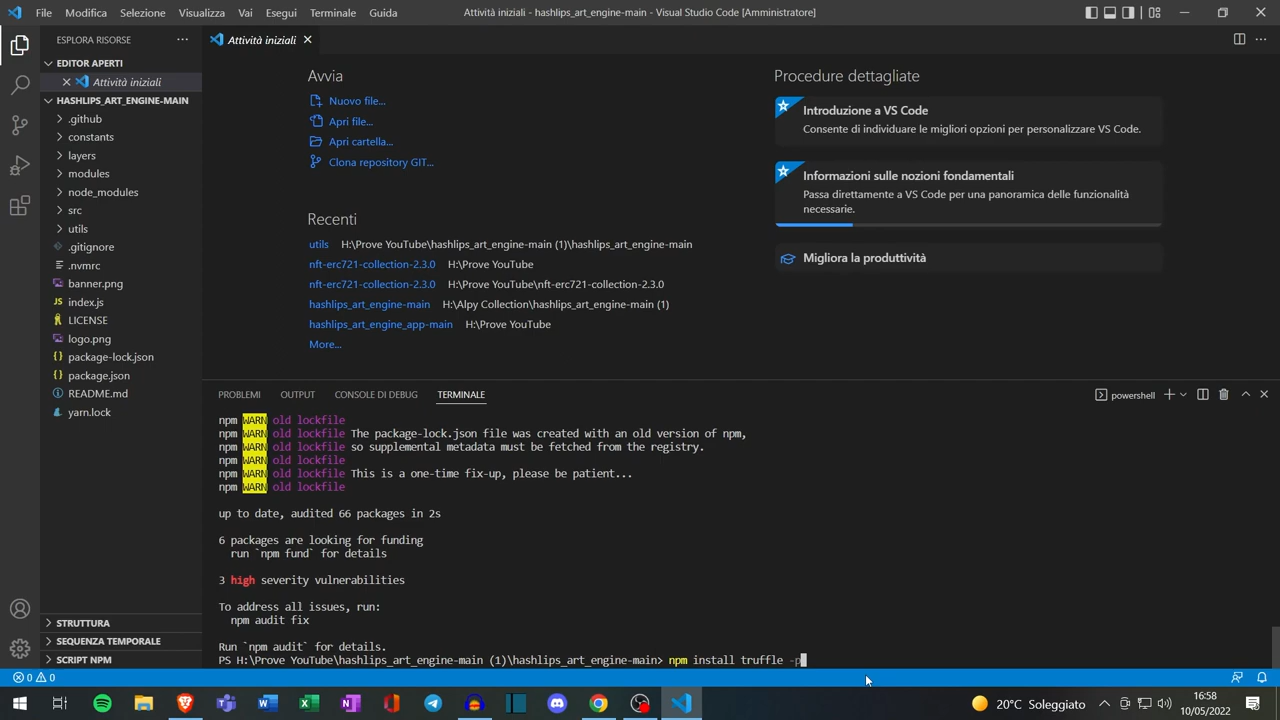 File Modifica Selezione Visualizza Vai Esegui Terminale Guida
Attività iniziali - hashlips_art_engine-main - Visual Studio Code [Amministratore]
ESPLORA RISORSE
Attività iniziali
EDITOR APERTI
Attività iniziali
HASHLIPS_ART_ENGINE-MAIN
.github
constants
layers
modules
node_modules
src
utils
.gitignore
.nvmrc
banner.png
index.js
LICENSE
logo.png
package-lock.json
package.json
README.md
yarn.lock
STRUTTURA
SEQUENZA TEMPORALE
SCRIPT NPM
Avvia
Nuovo file...
Apri file...
Apri cartella...
Clona repository GIT...
Recenti
utils H:\Prove YouTube\hashlips_art_engine-main (1)\hashlips_art_engine-main
nft-erc721-collection-2.3.0 H:\Prove YouTube
nft-erc721-collection-2.3.0 H:\Prove YouTube\nft-erc721-collection-2.3.0
hashlips_art_engine-main H:\Alpy Collection\hashlips_art_engine-main (1)
hashlips_art_engine_app-main H:\Prove YouTube
More...
Procedure dettagliate
Introduzione a VS Code
Consente di individuare le migliori opzioni per personalizzare VS Code.
Informazioni sulle nozioni fondamentali
Passa direttamente a VS Code per una panoramica delle funzionalità
necessarie.
Migliora la produttività
PROBLEMI OUTPUT CONSOLE DI DEBUG TERMINALE
powershell
npm WARN old lockfile
npm WARN old lockfile The package-lock.json file was created with an old version of npm,
npm WARN old lockfile so supplemental metadata must be fetched from the registry.
npm WARN old lockfile
npm WARN old lockfile This is a one-time fix-up, please be patient...
npm WARN old lockfile
up to date, audited 66 packages in 2s
6 packages are looking for funding
run `npm fund` for details
3 high severity vulnerabilities
To address all issues, run:
npm audit fix
Run `npm audit` for details.
PS H:\Prove YouTube\hashlips_art_engine-main (1)\hashlips_art_engine-main> npm install truffle -p
0 0
20°C Soleggiato
16:58
10/05/2022